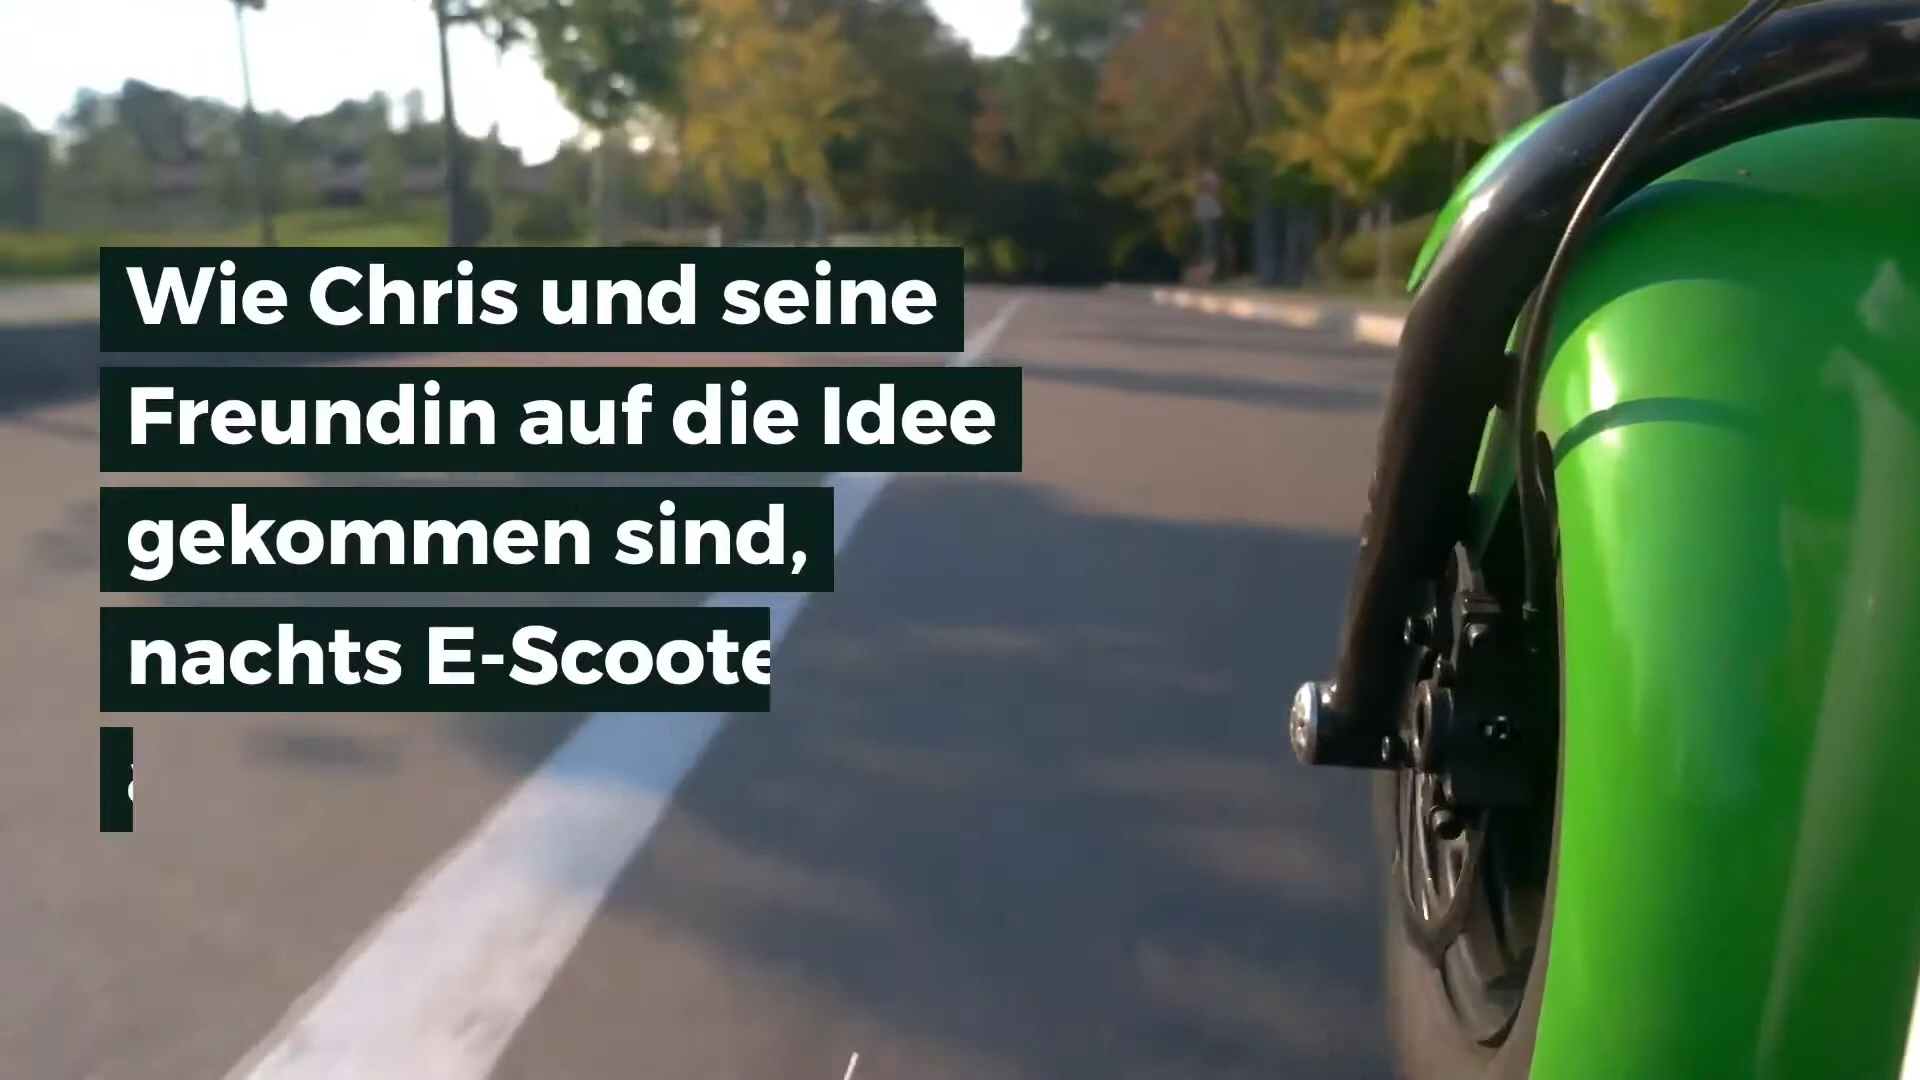 Wie Chris und seine
Freundin auf die Idee
gekommen sind,
nachts E-Scoote